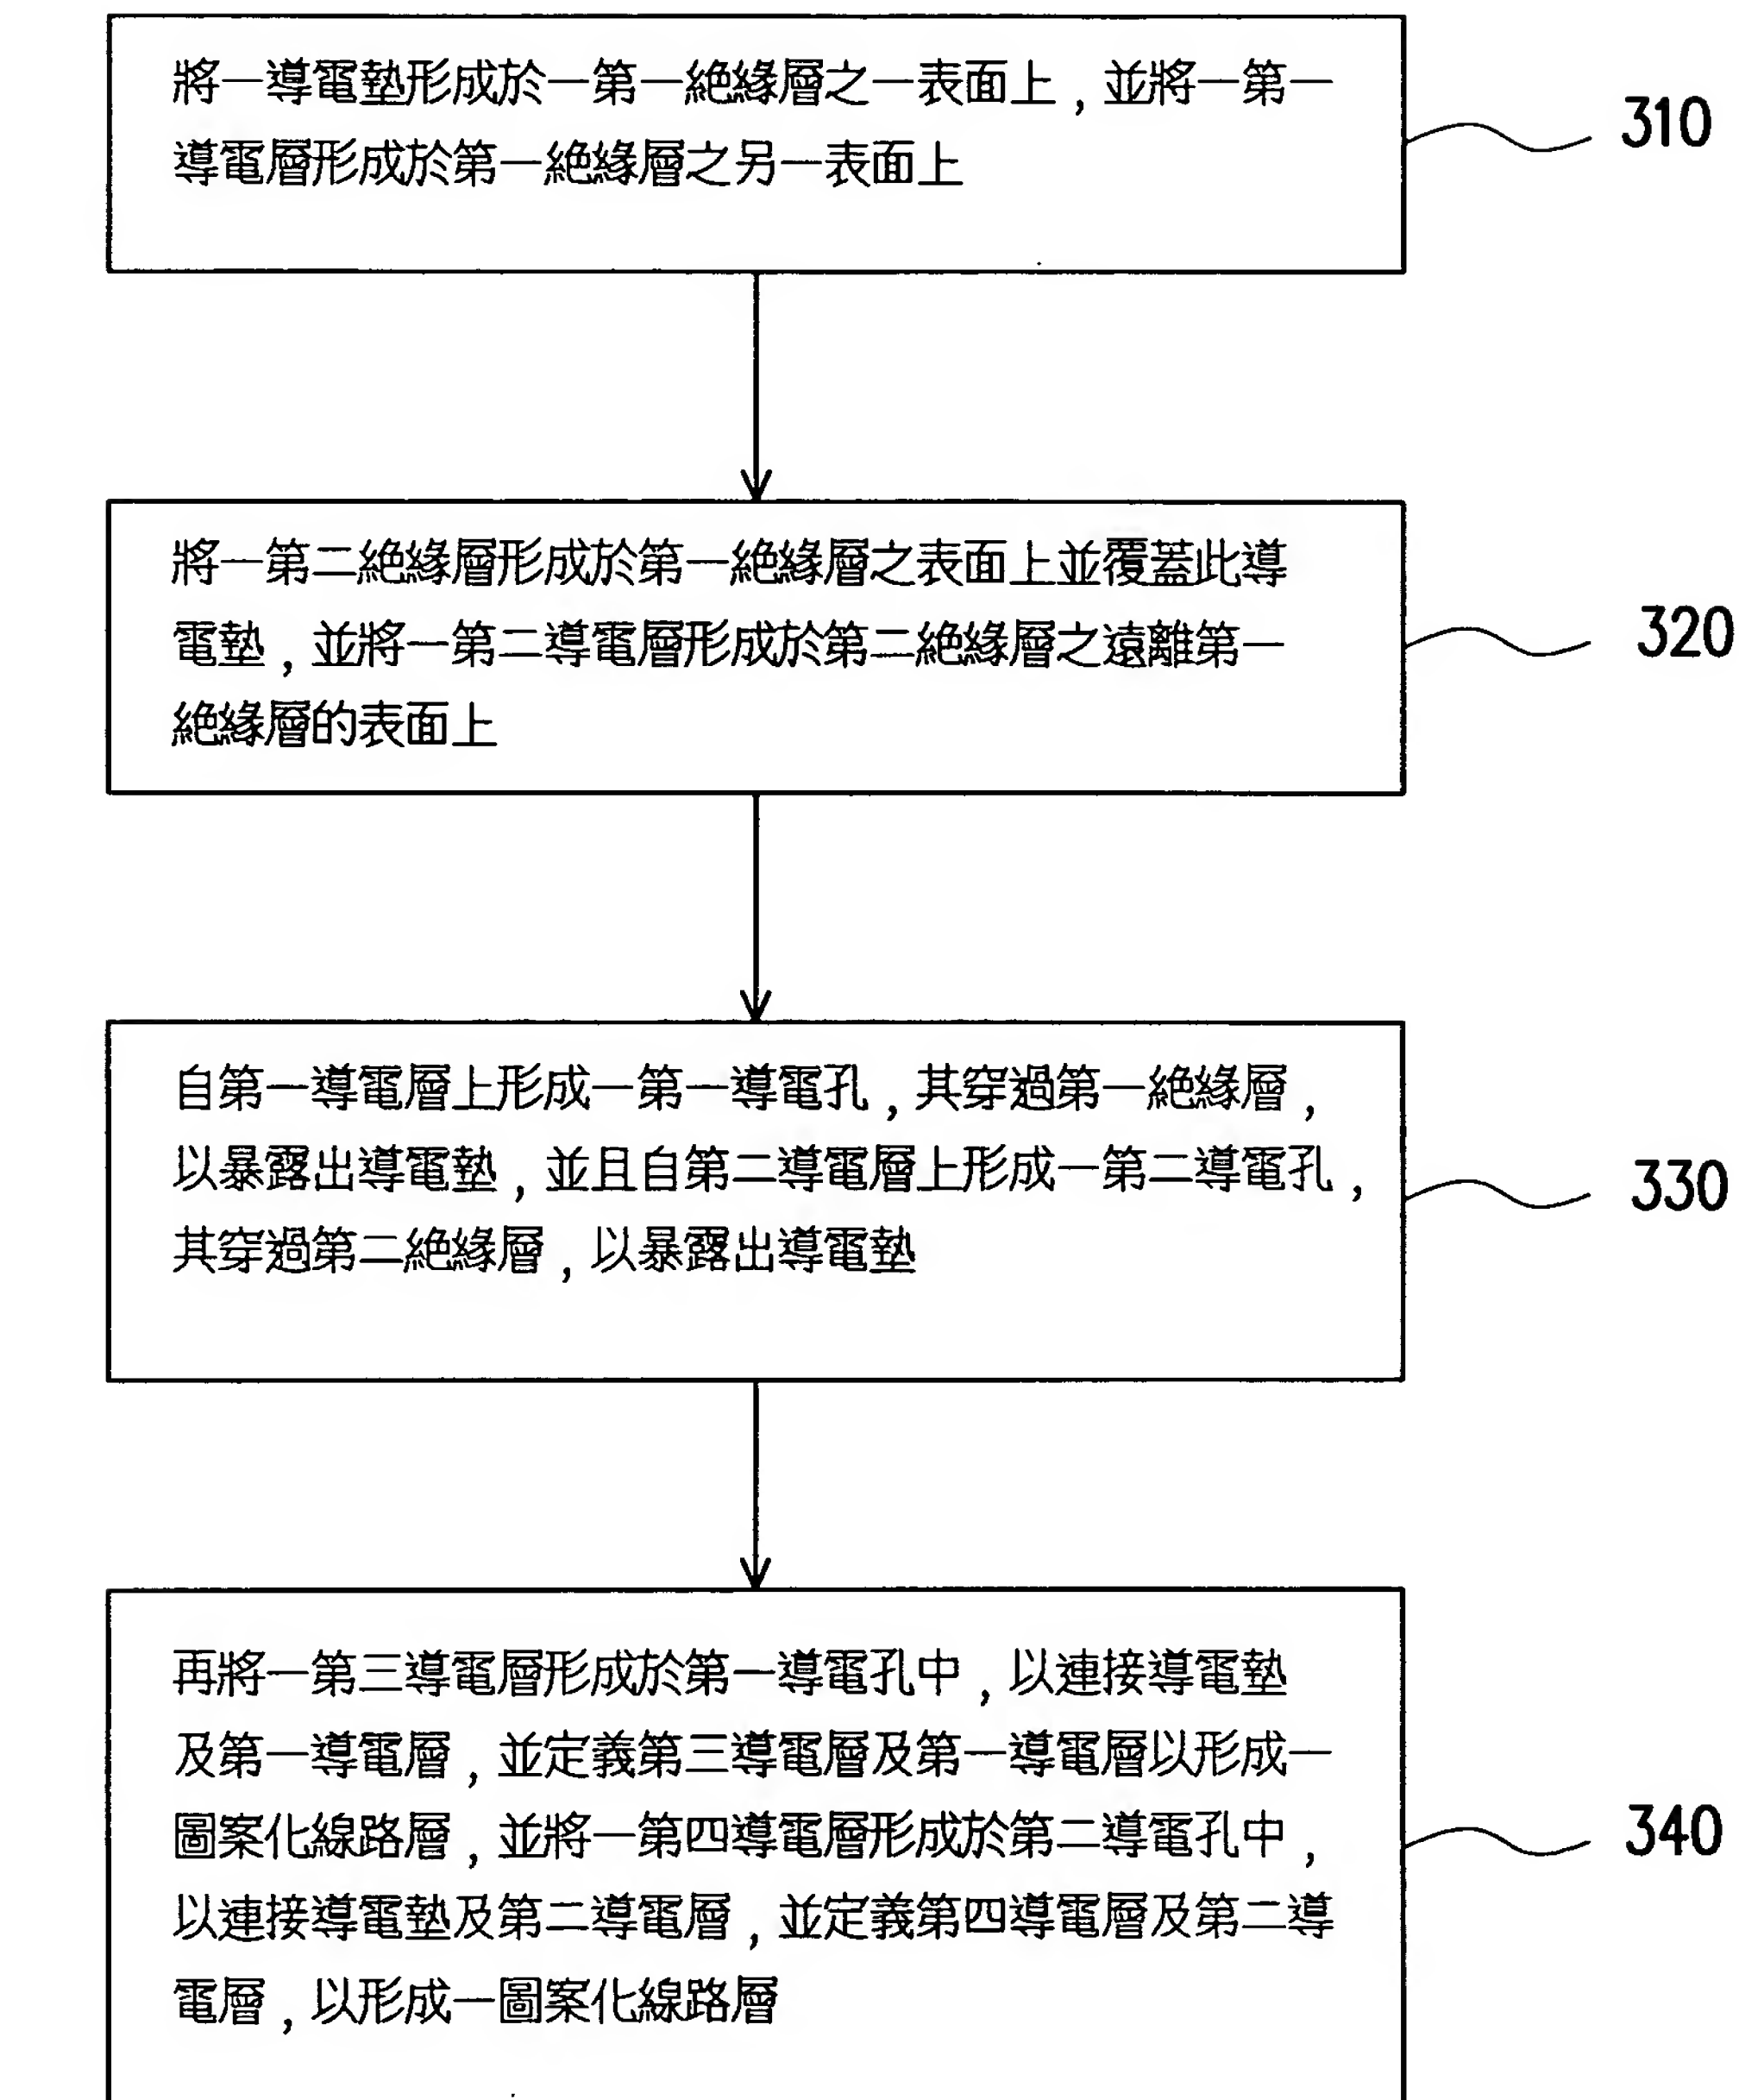 將一導電墊形成於一第一絕緣層之一表面上，並將一第一
導電層形成於第一絕緣層之另一表面上
310
將一第二絕緣層形成於第一絕緣層之表面上並覆蓋此導
電墊，並將一第二導電層形成於第二絕緣層之遠離第一
絕緣層的表面上
320
自第一導電層上形成一第一導電孔，其穿過第一絕緣層，
以暴露出導電墊，並且自第二導電層上形成一第二導電孔，
其穿過第二絕緣層，以暴露出導電墊
330
再將一第三導電層形成於第一導電孔中，以連接導電墊
及第一導電層，並定義第三導電層及第一導電層以形成一
圖案化線路層，並將一第四導電層形成於第二導電孔中，
以連接導電墊及第二導電層，並定義第四導電層及第二導
電層，以形成一圖案化線路層
340